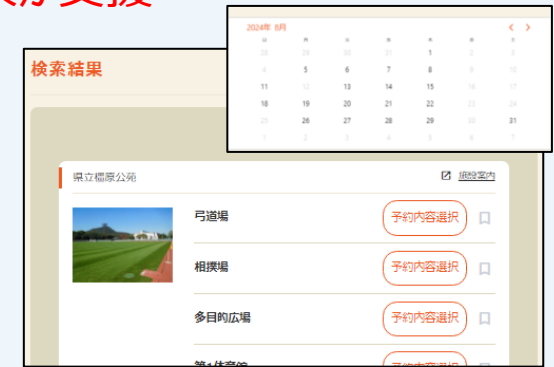 支援
2024年 8月
28 29 30 31 1 2 3
4 5 6 7 8 9 10
11 12 13 14 15 16 17
18 19 20 21 22 23 24
25 26 27 28 29 30 31
1 2 3 4 5 6 7
検索結果
県立橿原公苑 施設案内
弓道場 予約内容選択
相撲場 予約内容選択
多目的広場 予約内容選択